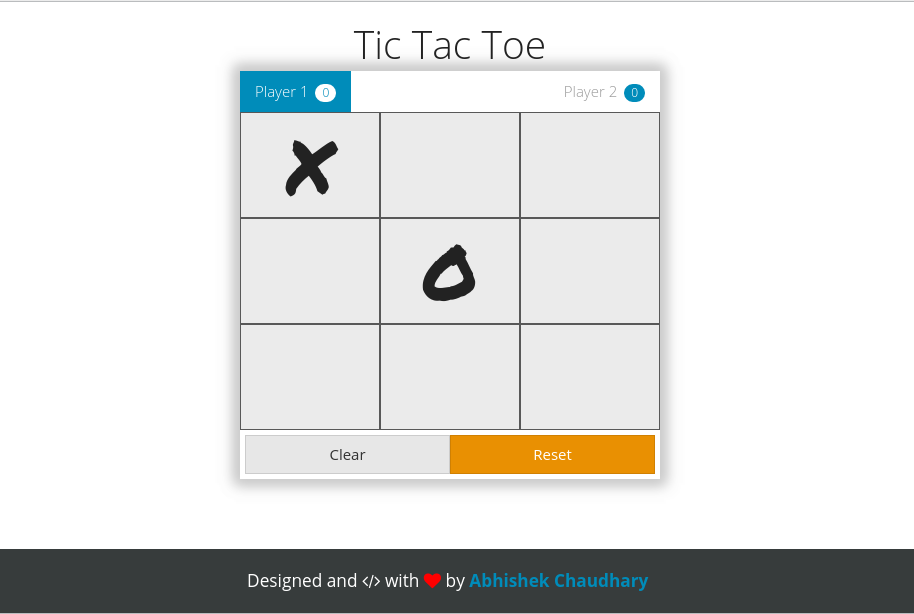 Tic Tac Toe
Player 1 0 Player 2 0
X
O
Clear Reset
Designed and </> with ❤ by Abhishek Chaudhary